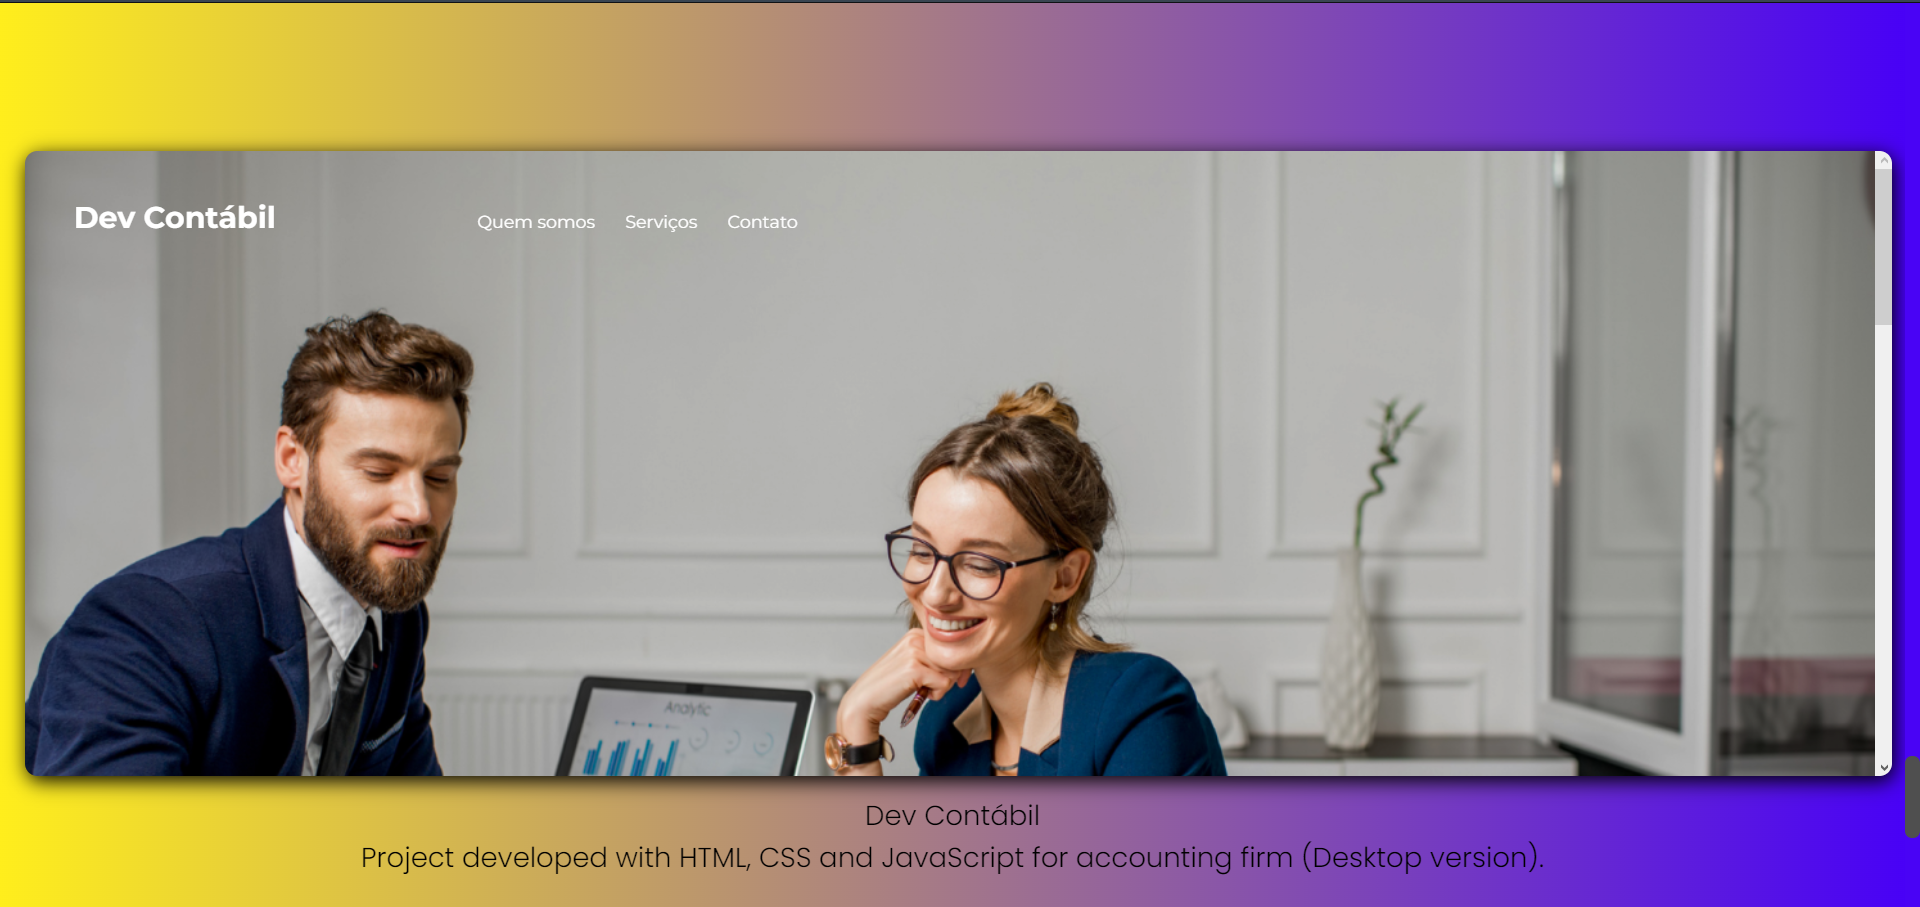 Dev Contábil
Quem somos Serviços Contato
Analytic
Dev Contábil
Project developed with HTML, CSS and JavaScript for accounting firm (Desktop version).